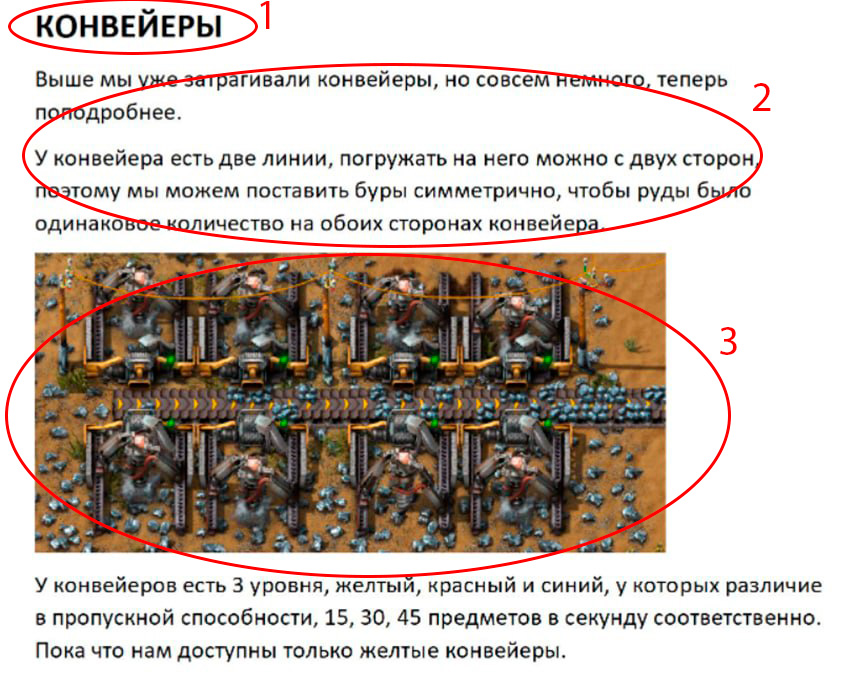 КОНВЕЙЕРЫ 1
Выше мы уже затрагивали конвейеры, но совсем немного, теперь
поподробнее.
2
У конвейера есть две линии, погружать на него можно с двух сторон,
поэтому мы можем поставить буры симметрично, чтобы руды было
одинаковое количество на обоих сторонах конвейера.
3
У конвейеров есть 3 уровня, желтый, красный и синий, у которых различие
в пропускной способности, 15, 30, 45 предметов в секунду соответственно.
Пока что нам доступны только желтые конвейеры.